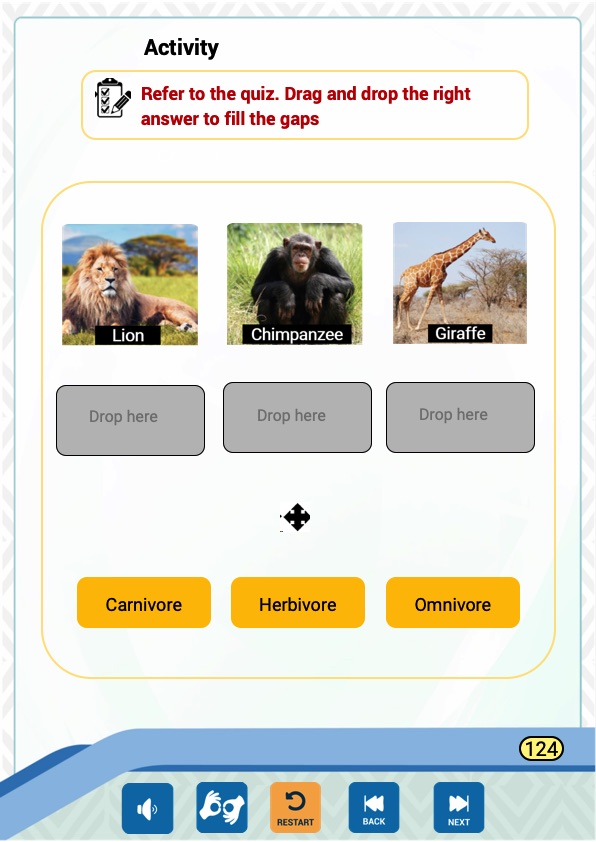 Activity
Refer to the quiz. Drag and drop the right
answer to fill the gaps
Lion
Chimpanzee
Giraffe
Drop here
Drop here
Drop here
Carnivore
Herbivore
Omnivore
124
RESTART
BACK
NEXT